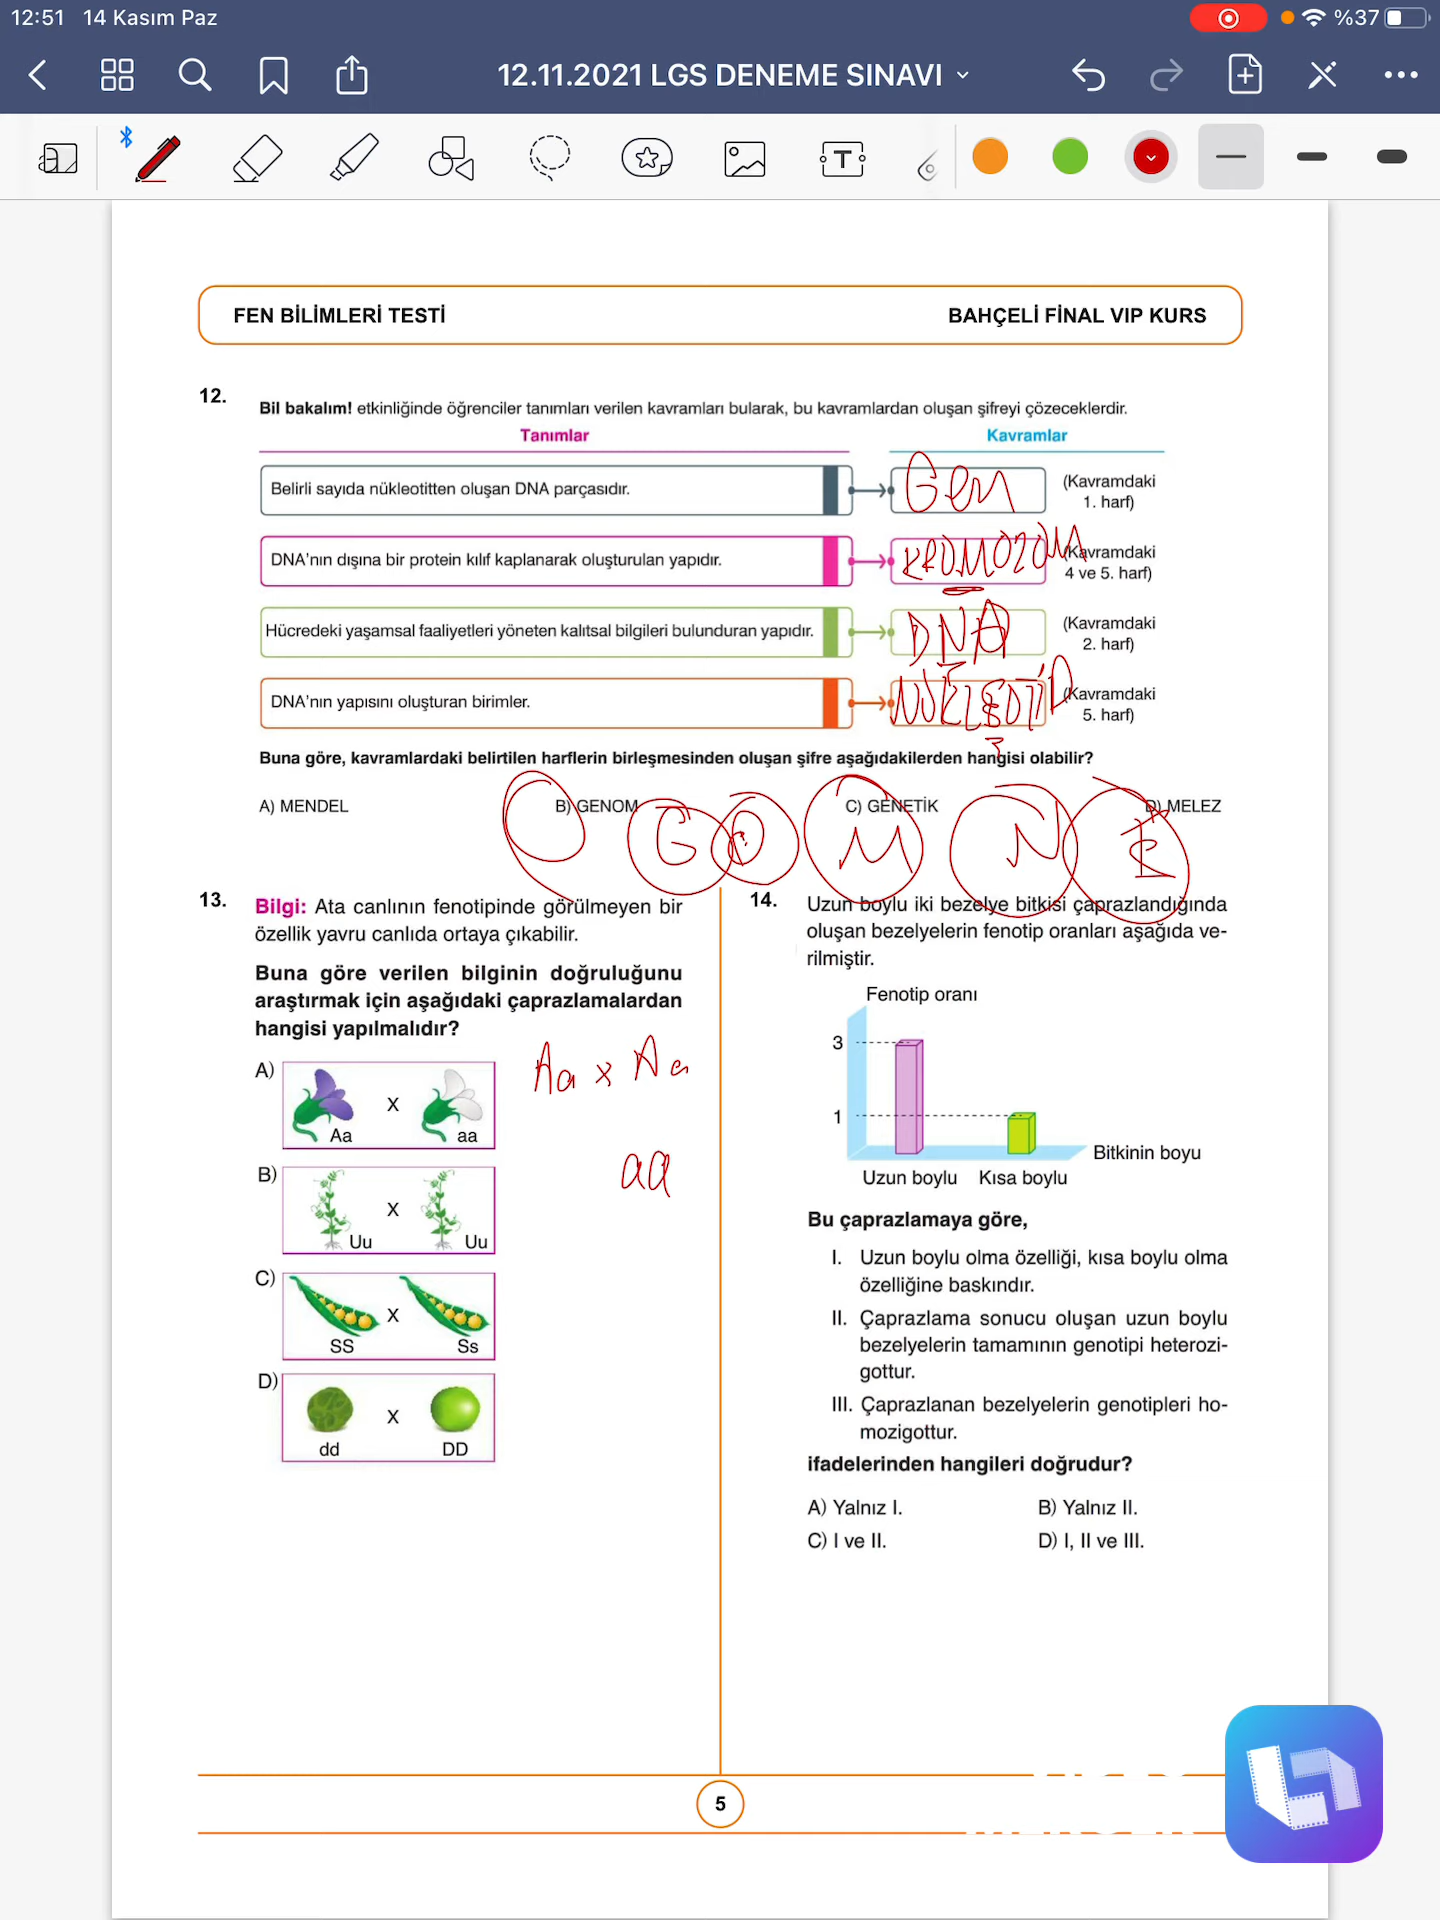 12:51 14 Kasım Paz %37
12.11.2021 LGS DENEME SINAVI
FEN BİLİMLERİ TESTİ BAHÇELİ FİNAL VIP KURS
12. Bil bakalım! etkinliğinde öğrenciler tanımları verilen kavramları bularak, bu kavramlardan oluşan şifreyi çözeceklerdir.
Tanımlar Kavramlar
Belirli sayıda nükleotitten oluşan DNA parçasıdır. Gen (Kavramdaki
1. harf)
DNA'nın dışına bir protein kılıf kaplanarak oluşturulan yapıdır. KROMOZOM (Kavramdaki
4 ve 5. harf)
Hücredeki yaşamsal faaliyetleri yöneten kalıtsal bilgileri bulunduran yapıdır. DNA (Kavramdaki
2. harf)
DNA'nın yapısını oluşturan birimler. NÜKLEOTİD (Kavramdaki
5. harf)
Buna göre, kavramlardaki belirtilen harflerin birleşmesinden oluşan şifre aşağıdakilerden hangisi olabilir?
A) MENDEL B) GENOM C) GENETİK D) MELEZ
G O M N E
13. Bilgi: Ata canlının fenotipinde görülmeyen bir
özellik yavru canlıda ortaya çıkabilir.
Buna göre verilen bilginin doğruluğunu
araştırmak için aşağıdaki çaprazlamalardan
hangisi yapılmalıdır?
A) Aa X aa
Aa x Aa
aa
B) Uu X Uu
C) SS X Ss
D) dd X DD
14. Uzun boylu iki bezelye bitkisi çaprazlandığında
oluşan bezelyelerin fenotip oranları aşağıda ve-
rilmiştir.
Fenotip oranı
3
1
Bitkinin boyu
Uzun boylu Kısa boylu
Bu çaprazlamaya göre,
I. Uzun boylu olma özelliği, kısa boylu olma
özelliğine baskındır.
II. Çaprazlama sonucu oluşan uzun boylu
bezelyelerin tamamının genotipi heterozi-
gottur.
III. Çaprazlanan bezelyelerin genotipleri ho-
mozigottur.
ifadelerinden hangileri doğrudur?
A) Yalnız I. B) Yalnız II.
C) I ve II. D) I, II ve III.
5